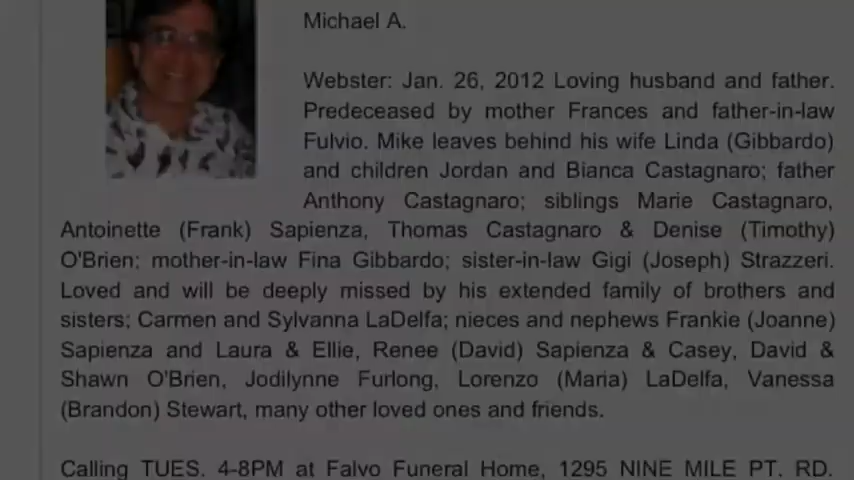 Michael A.
Webster: Jan. 26, 2012 Loving husband and father.
Predeceased by mother Frances and father-in-law
Fulvio. Mike leaves behind his wife Linda (Gibbardo)
and children Jordan and Bianca Castagnaro; father
Anthony Castagnaro; siblings Marie Castagnaro,
Antoinette (Frank) Sapienza, Thomas Castagnaro & Denise (Timothy)
O'Brien; mother-in-law Fina Gibbardo; sister-in-law Gigi (Joseph) Strazzeri.
Loved and will be deeply missed by his extended family of brothers and
sisters; Carmen and Sylvanna LaDelfa; nieces and nephews Frankie (Joanne)
Sapienza and Laura & Ellie, Renee (David) Sapienza & Casey, David &
Shawn O'Brien, Jodilynne Furlong, Lorenzo (Maria) LaDelfa, Vanessa
(Brandon) Stewart, many other loved ones and friends.
Calling TUES. 4-8PM at Falvo Funeral Home, 1295 NINE MILE PT. RD.